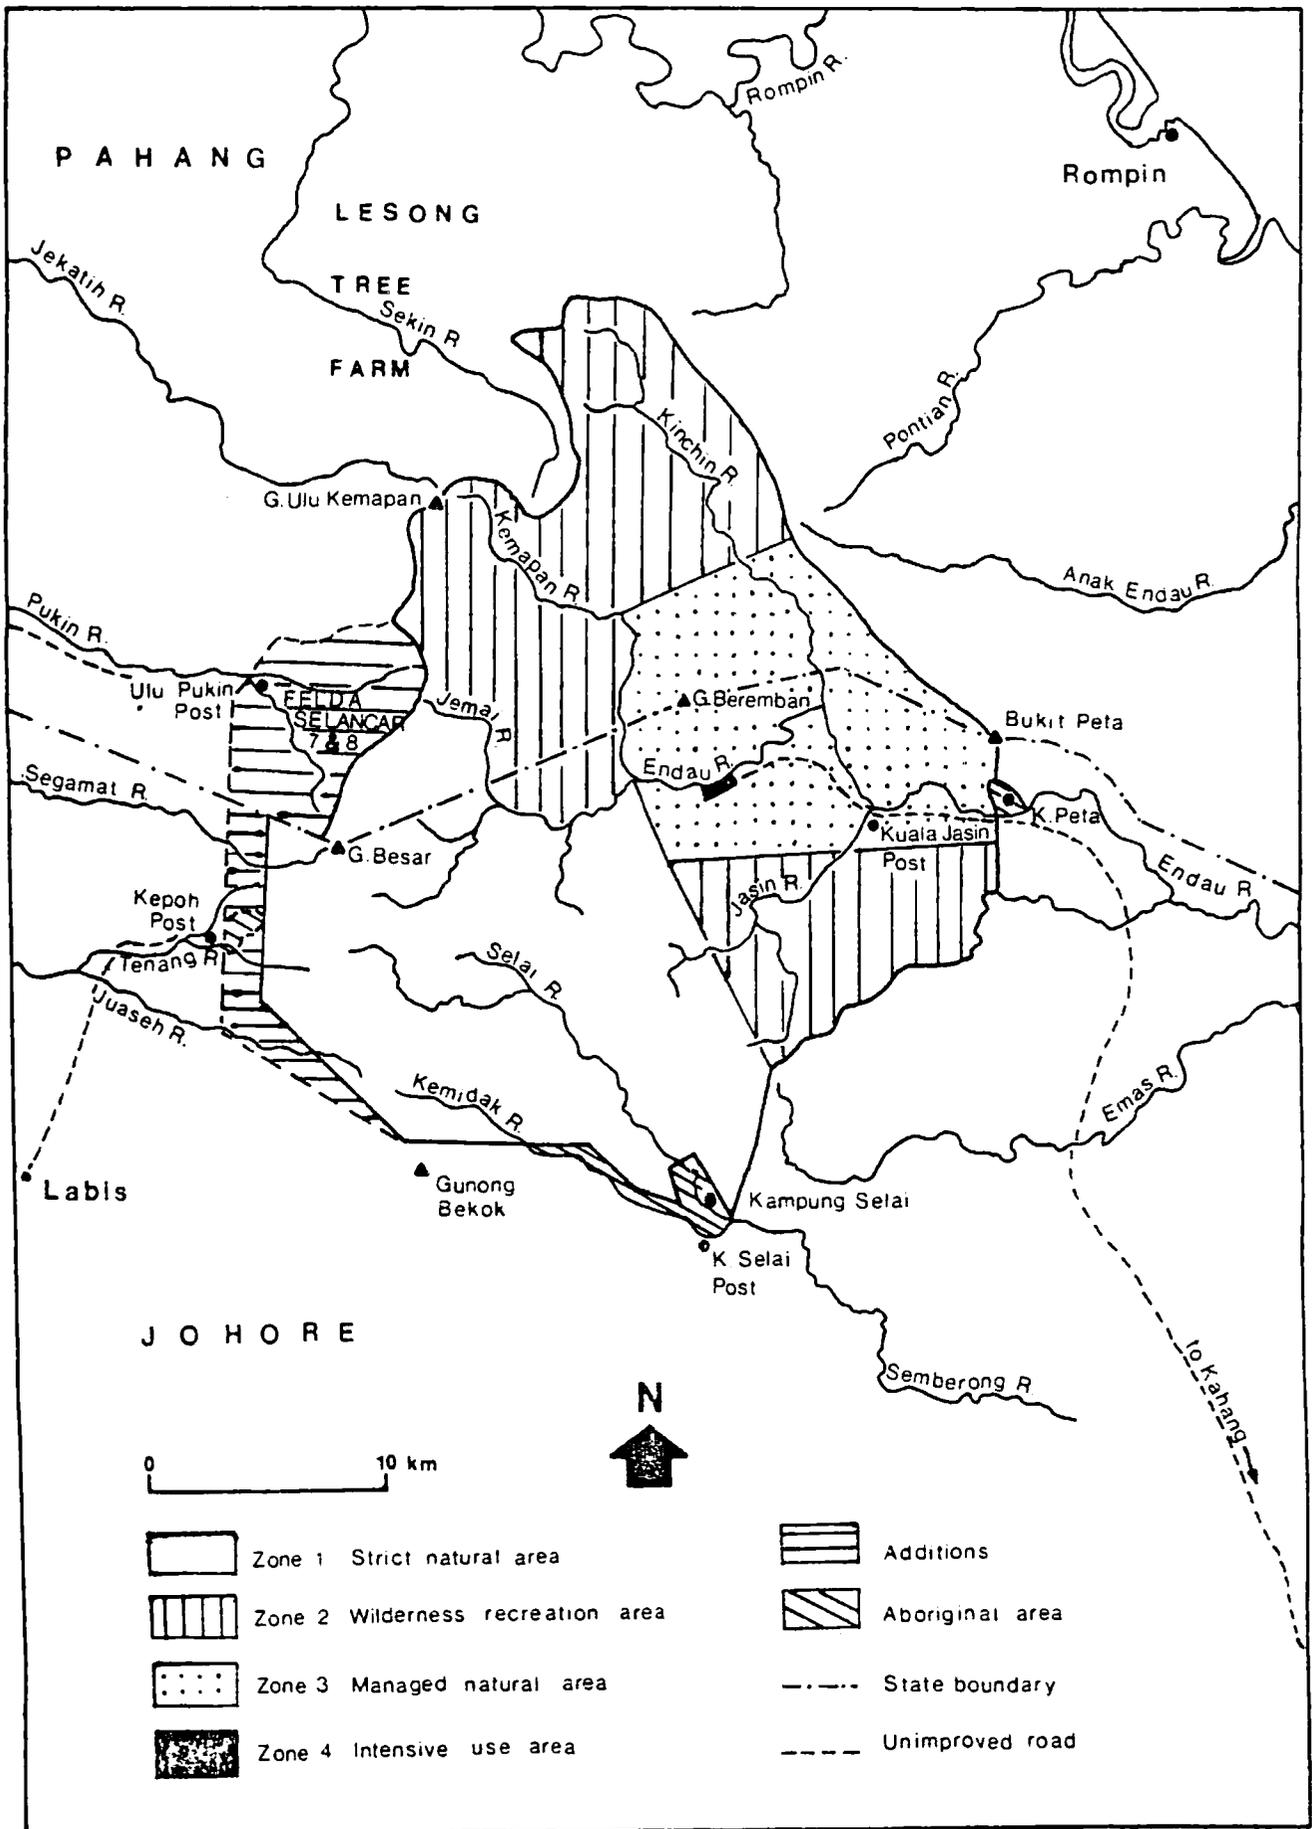 Rompin R.
PAHANG
Rompin
LESONG
Jekatih R.
TREE
Sekin R
FARM
Kinchin R.
Pontian R.
G. Ulu Kemapan
Kemapan R.
Anak Endau R.
Pukin R.
Ulu Pukin
Post
FELDA
SELANCAR
7 & 8
Jemai R.
G. Beremban
Bukit Peta
Segamat R.
Endau R.
K. Peta
G. Besar
Kuala Jasin
Post
Endau R
Kepoh
Post
Jasin R.
Tenang R
Selai R.
Juaseh R.
Kemidak R.
Emas R.
Labis
Gunong
Bekok
Kampung Selai
K. Selai
Post
JOHORE
to Kahang
Semberong R.
N
0 10 km
Zone 1 Strict natural area
Zone 2 Wilderness recreation area
Zone 3 Managed natural area
Zone 4 Intensive use area
Additions
Aboriginal area
State boundary
Unimproved road